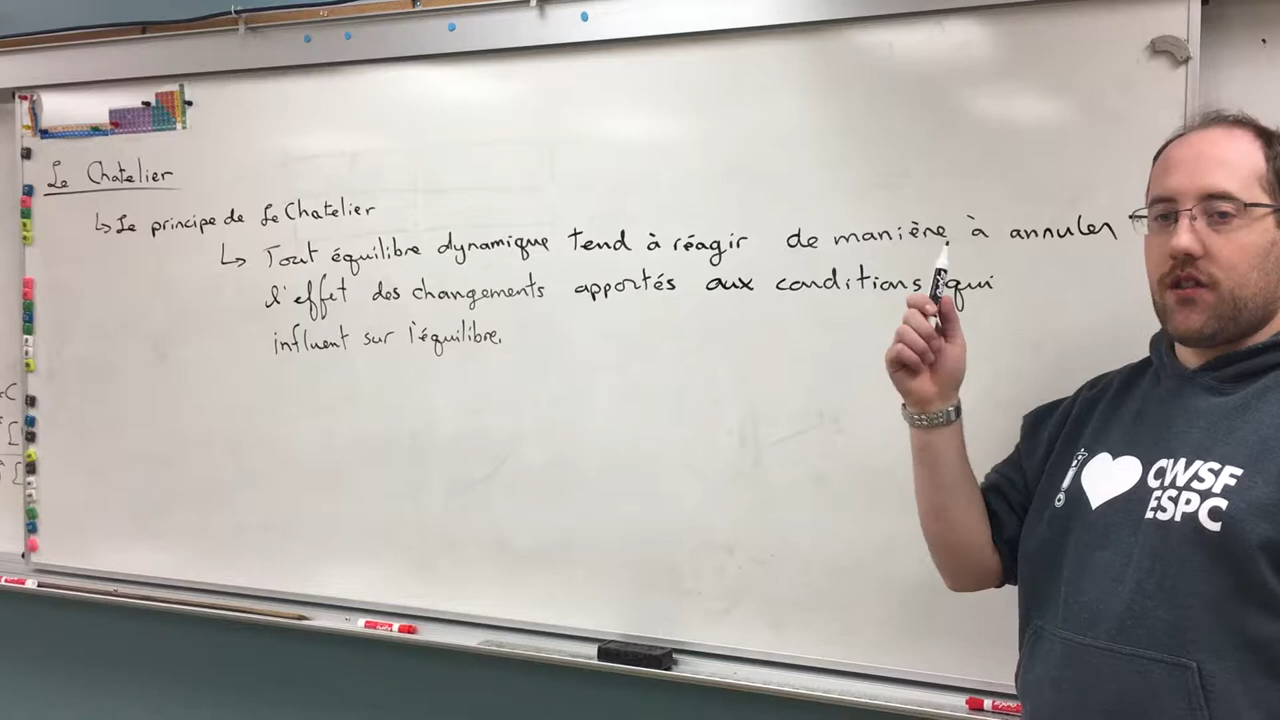 Le Chatelier
↳ Le principe de Le Chatelier
↳ Tout équilibre dynamique tend à réagir de manière à annuler
l'effet des changements apportés aux conditions qui
influent sur l'équilibre.
I ♥ CWSF
ESPC